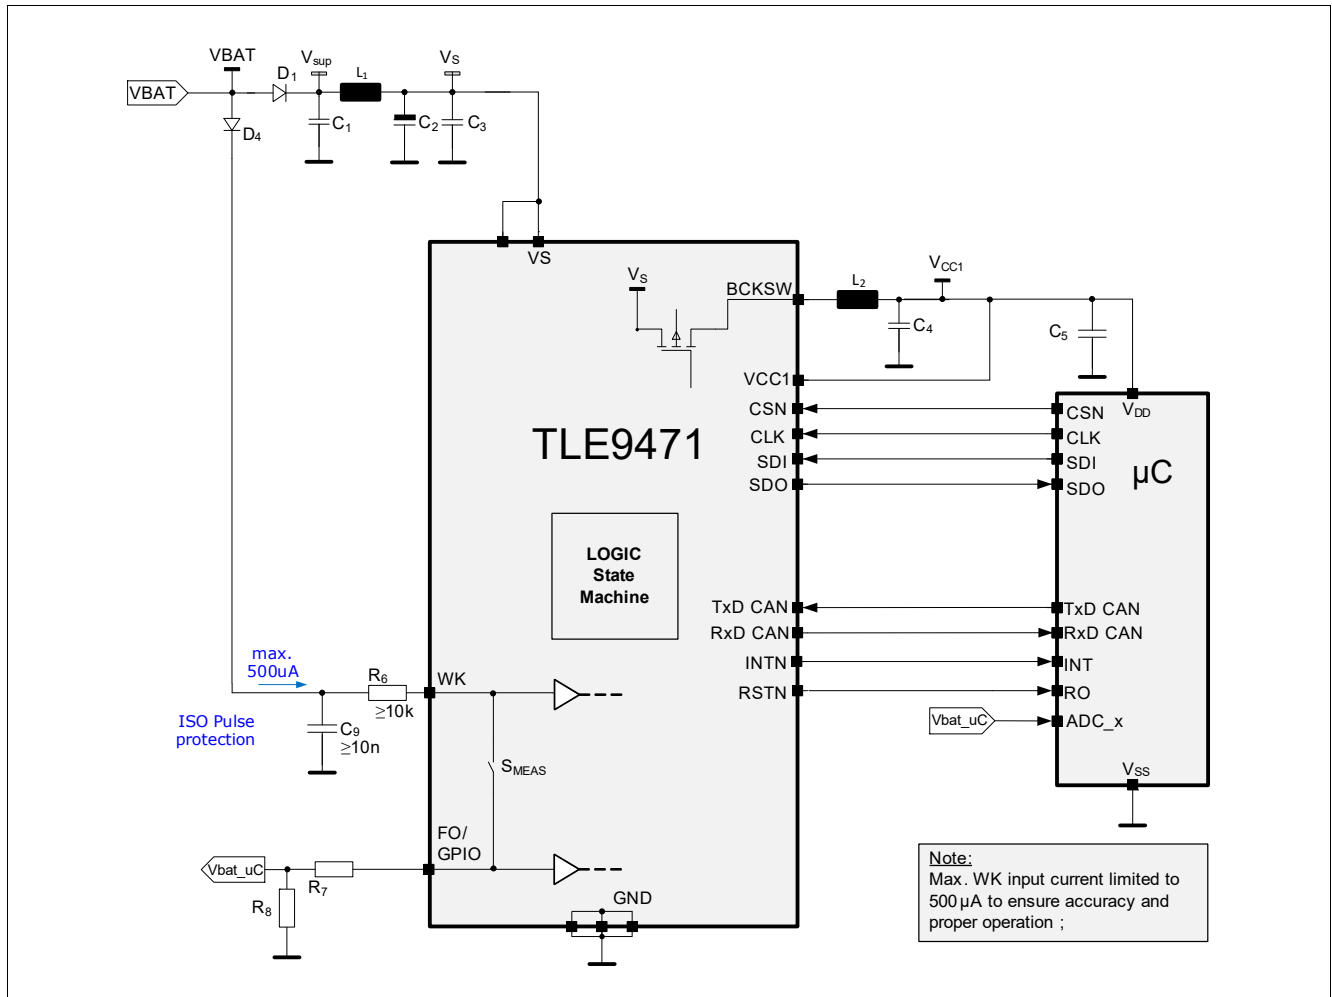 VBAT
VBAT
D1
Vsup
L1
VS
C1
C2
C3
D4
VS
VS
BCKSW
L2
VCC1
C4
C5
VCC1
CSN
CLK
SDI
SDO
TLE9471
CSN
VDD
CLK
SDI
SDO
µC
LOGIC
State
Machine
TxD CAN
RxD CAN
INTN
RSTN
TxD CAN
RxD CAN
INT
RO
ADC_x
Vbat_uC
VSS
max.
500uA
R6
≥10k
WK
ISO Pulse
protection
C9
≥10n
SMEAS
FO/
GPIO
Vbat_uC
R7
R8
GND
Note:
Max. WK input current limited to
500 µA to ensure accuracy and
proper operation ;